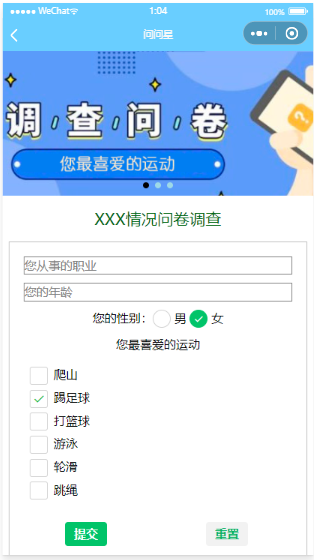 WeChat 1:04 100%
问问星
调查问卷
您最喜爱的运动
XXX情况问卷调查
您从事的职业
您的年龄
您的性别： 男 女
您最喜爱的运动
爬山
踢足球
打篮球
游泳
轮滑
跳绳
提交 重置